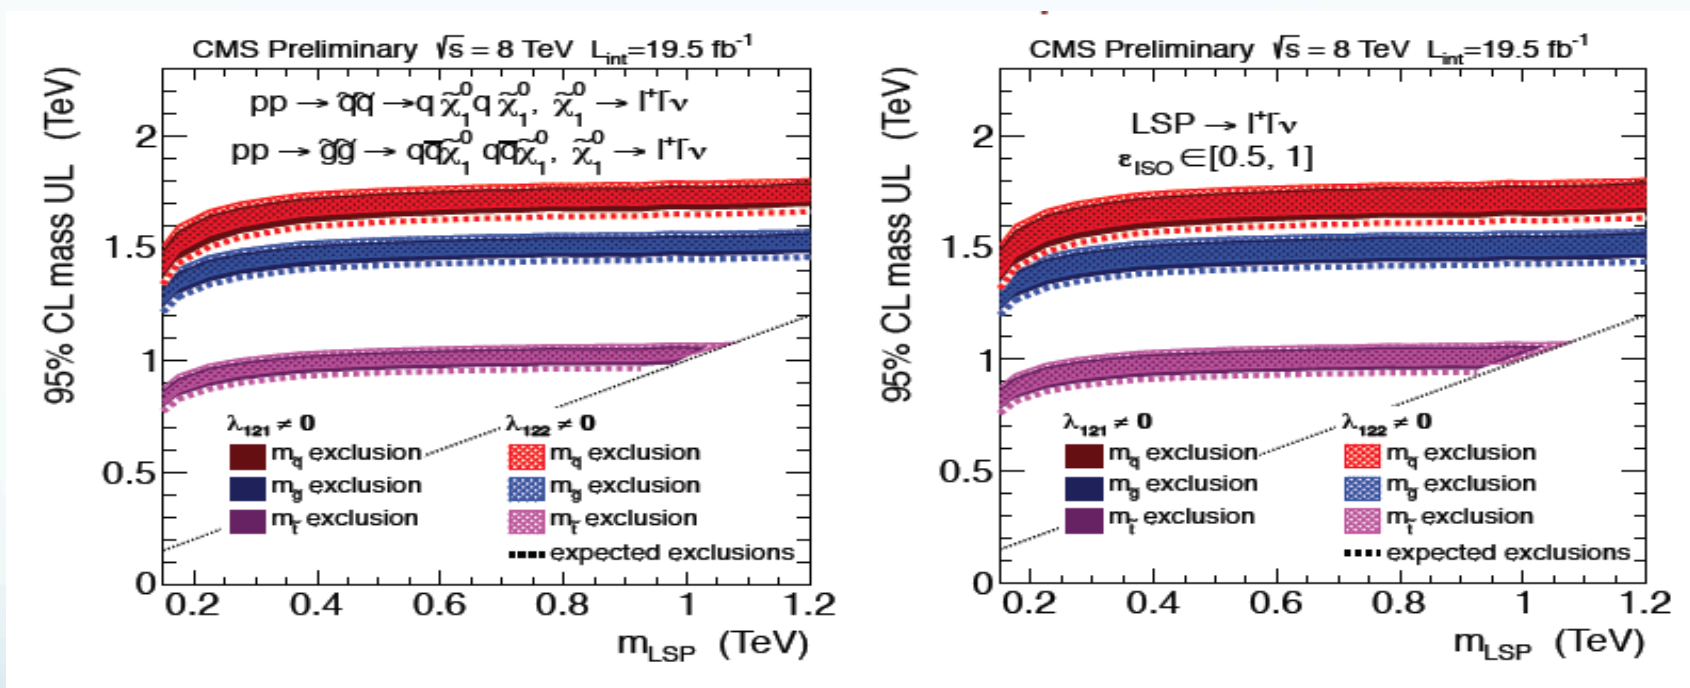 CMS Preliminary √s = 8 TeV L_int=19.5 fb⁻¹
95% CL mass UL (TeV)
pp → q̃q̃ → q χ̃₁⁰ q χ̃₁⁰, χ̃₁⁰ → l⁺l⁻ν
pp → g̃g̃ → qq̄χ̃₁⁰ qq̄χ̃₁⁰, χ̃₁⁰ → l⁺l⁻ν
2
1.5
1
0.5
0
λ₁₂₁ ≠ 0 λ₁₂₂ ≠ 0
m_q̃ exclusion m_q̃ exclusion
m_g̃ exclusion m_g̃ exclusion
m_t̃ exclusion m_t̃ exclusion
expected exclusions
0.2 0.4 0.6 0.8 1 1.2
m_LSP (TeV)
CMS Preliminary √s = 8 TeV L_int=19.5 fb⁻¹
95% CL mass UL (TeV)
LSP → l⁺l⁻ν
ε_ISO ∈[0.5, 1]
2
1.5
1
0.5
0
λ₁₂₁ ≠ 0 λ₁₂₂ ≠ 0
m_q̃ exclusion m_q̃ exclusion
m_g̃ exclusion m_g̃ exclusion
m_t̃ exclusion m_t̃ exclusion
expected exclusions
0.2 0.4 0.6 0.8 1 1.2
m_LSP (TeV)